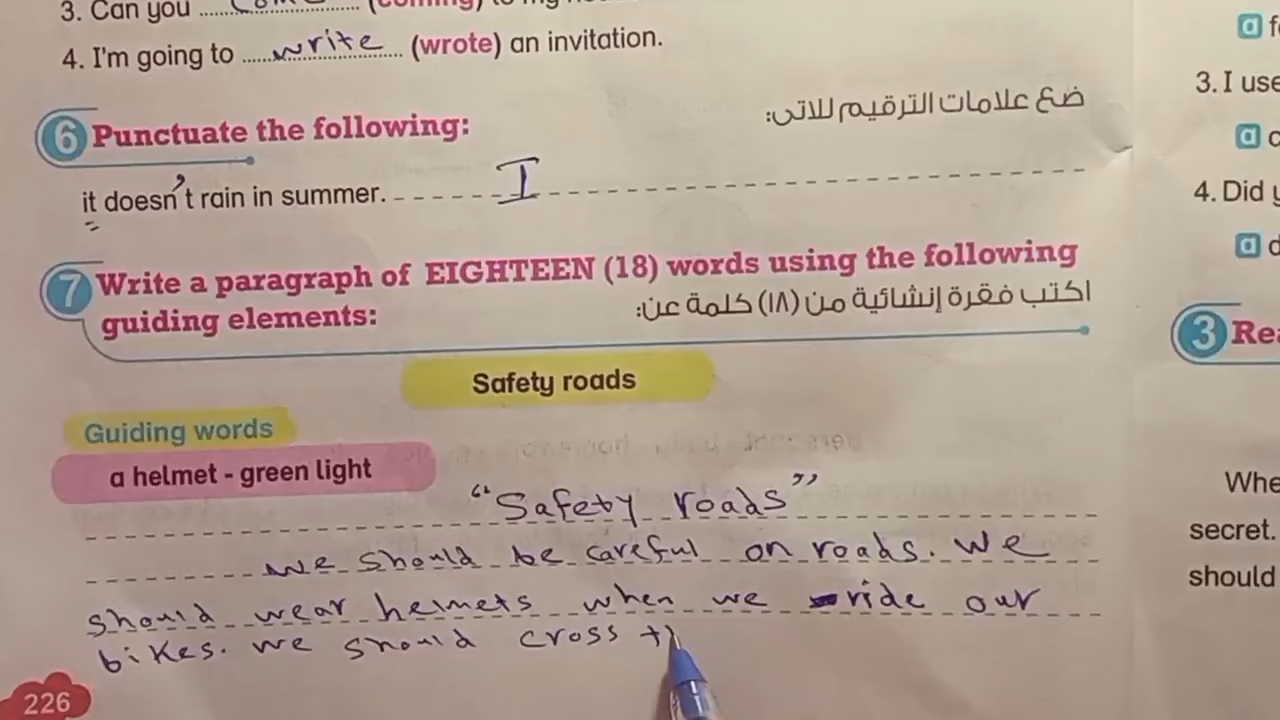 3. Can you (coming) to my
4. I'm going to write (wrote) an invitation.
6 Punctuate the following:
ضع علامات الترقيم للاتى:
it doesn't rain in summer. I
7 Write a paragraph of EIGHTEEN (18) words using the following
guiding elements:
اكتب فقرة إنشائية من (١٨) كلمة عن:
Safety roads
Guiding words
a helmet - green light
"Safety roads"
we should be careful on roads. We
should wear helmets when we ride our
bikes. we should cross
226
a
3. I use
a
4. Did
a d
3 Rea
Whe
secret.
should